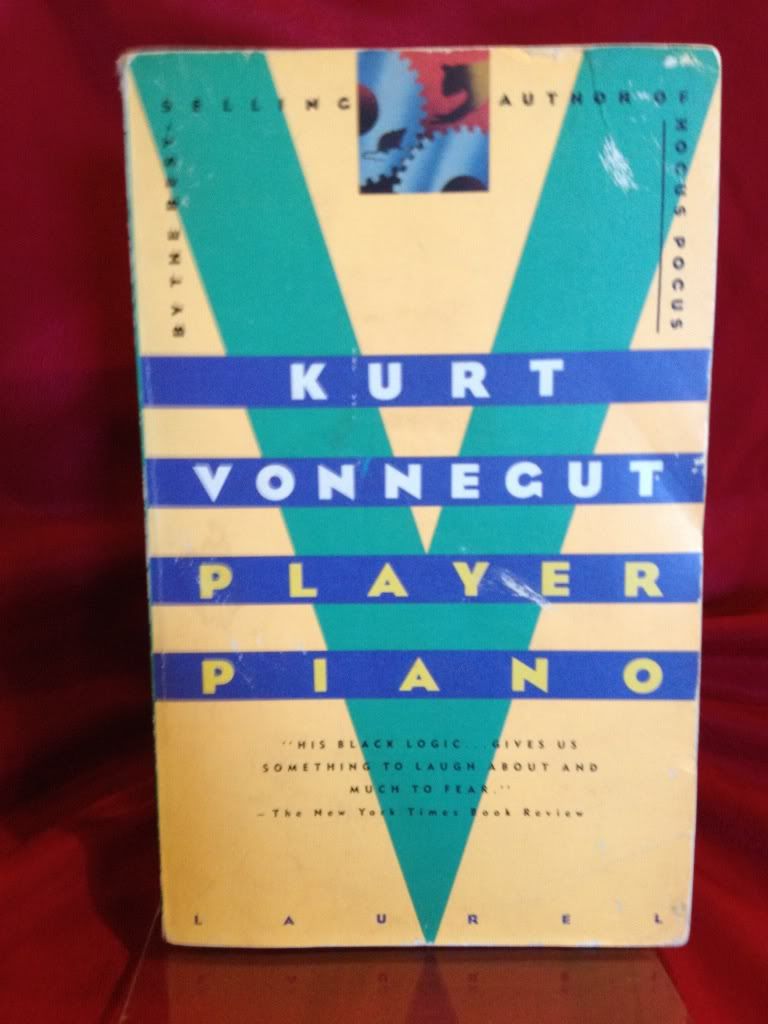 BY THE BEST-
SELLING AUTHOR OF
HOCUS POCUS
KURT
VONNEGUT
PLAYER
PIANO
"HIS BLACK LOGIC...GIVES US
SOMETHING TO LAUGH ABOUT AND
MUCH TO FEAR."
—The New York Times Book Review
LAUREL